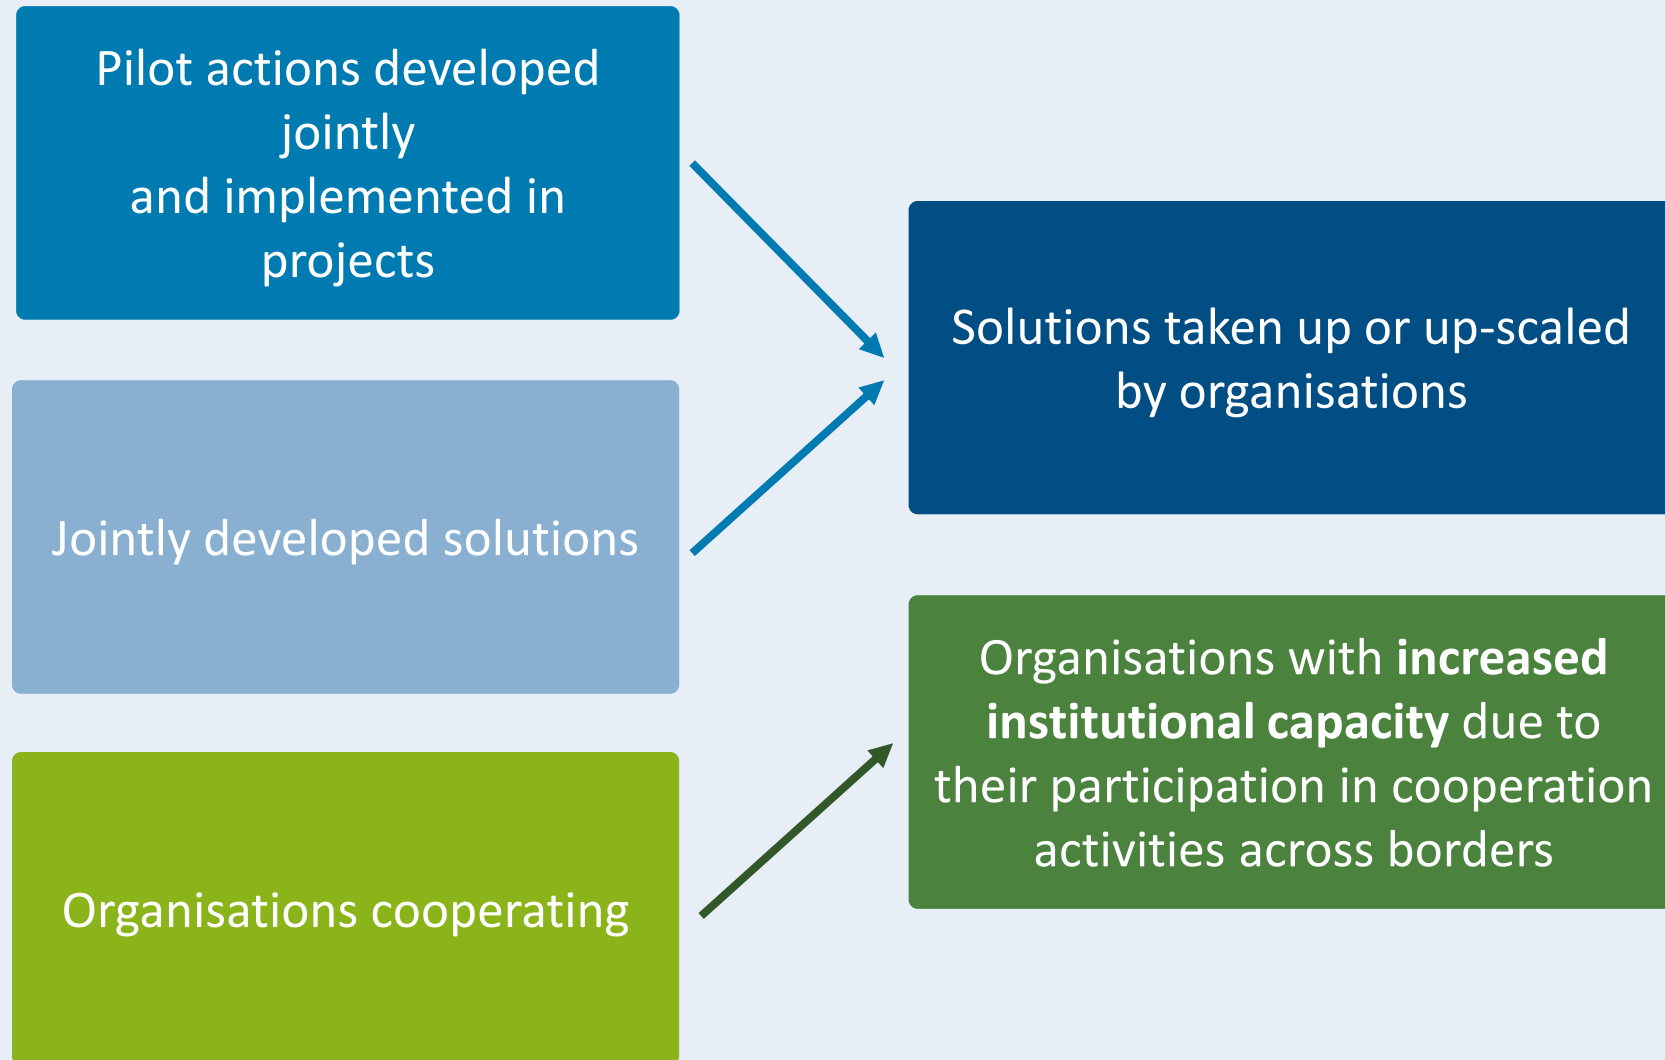 Pilot actions developed
jointly
and implemented in
projects
Jointly developed solutions
Organisations cooperating
Solutions taken up or up-scaled
by organisations
Organisations with increased
institutional capacity due to
their participation in cooperation
activities across borders